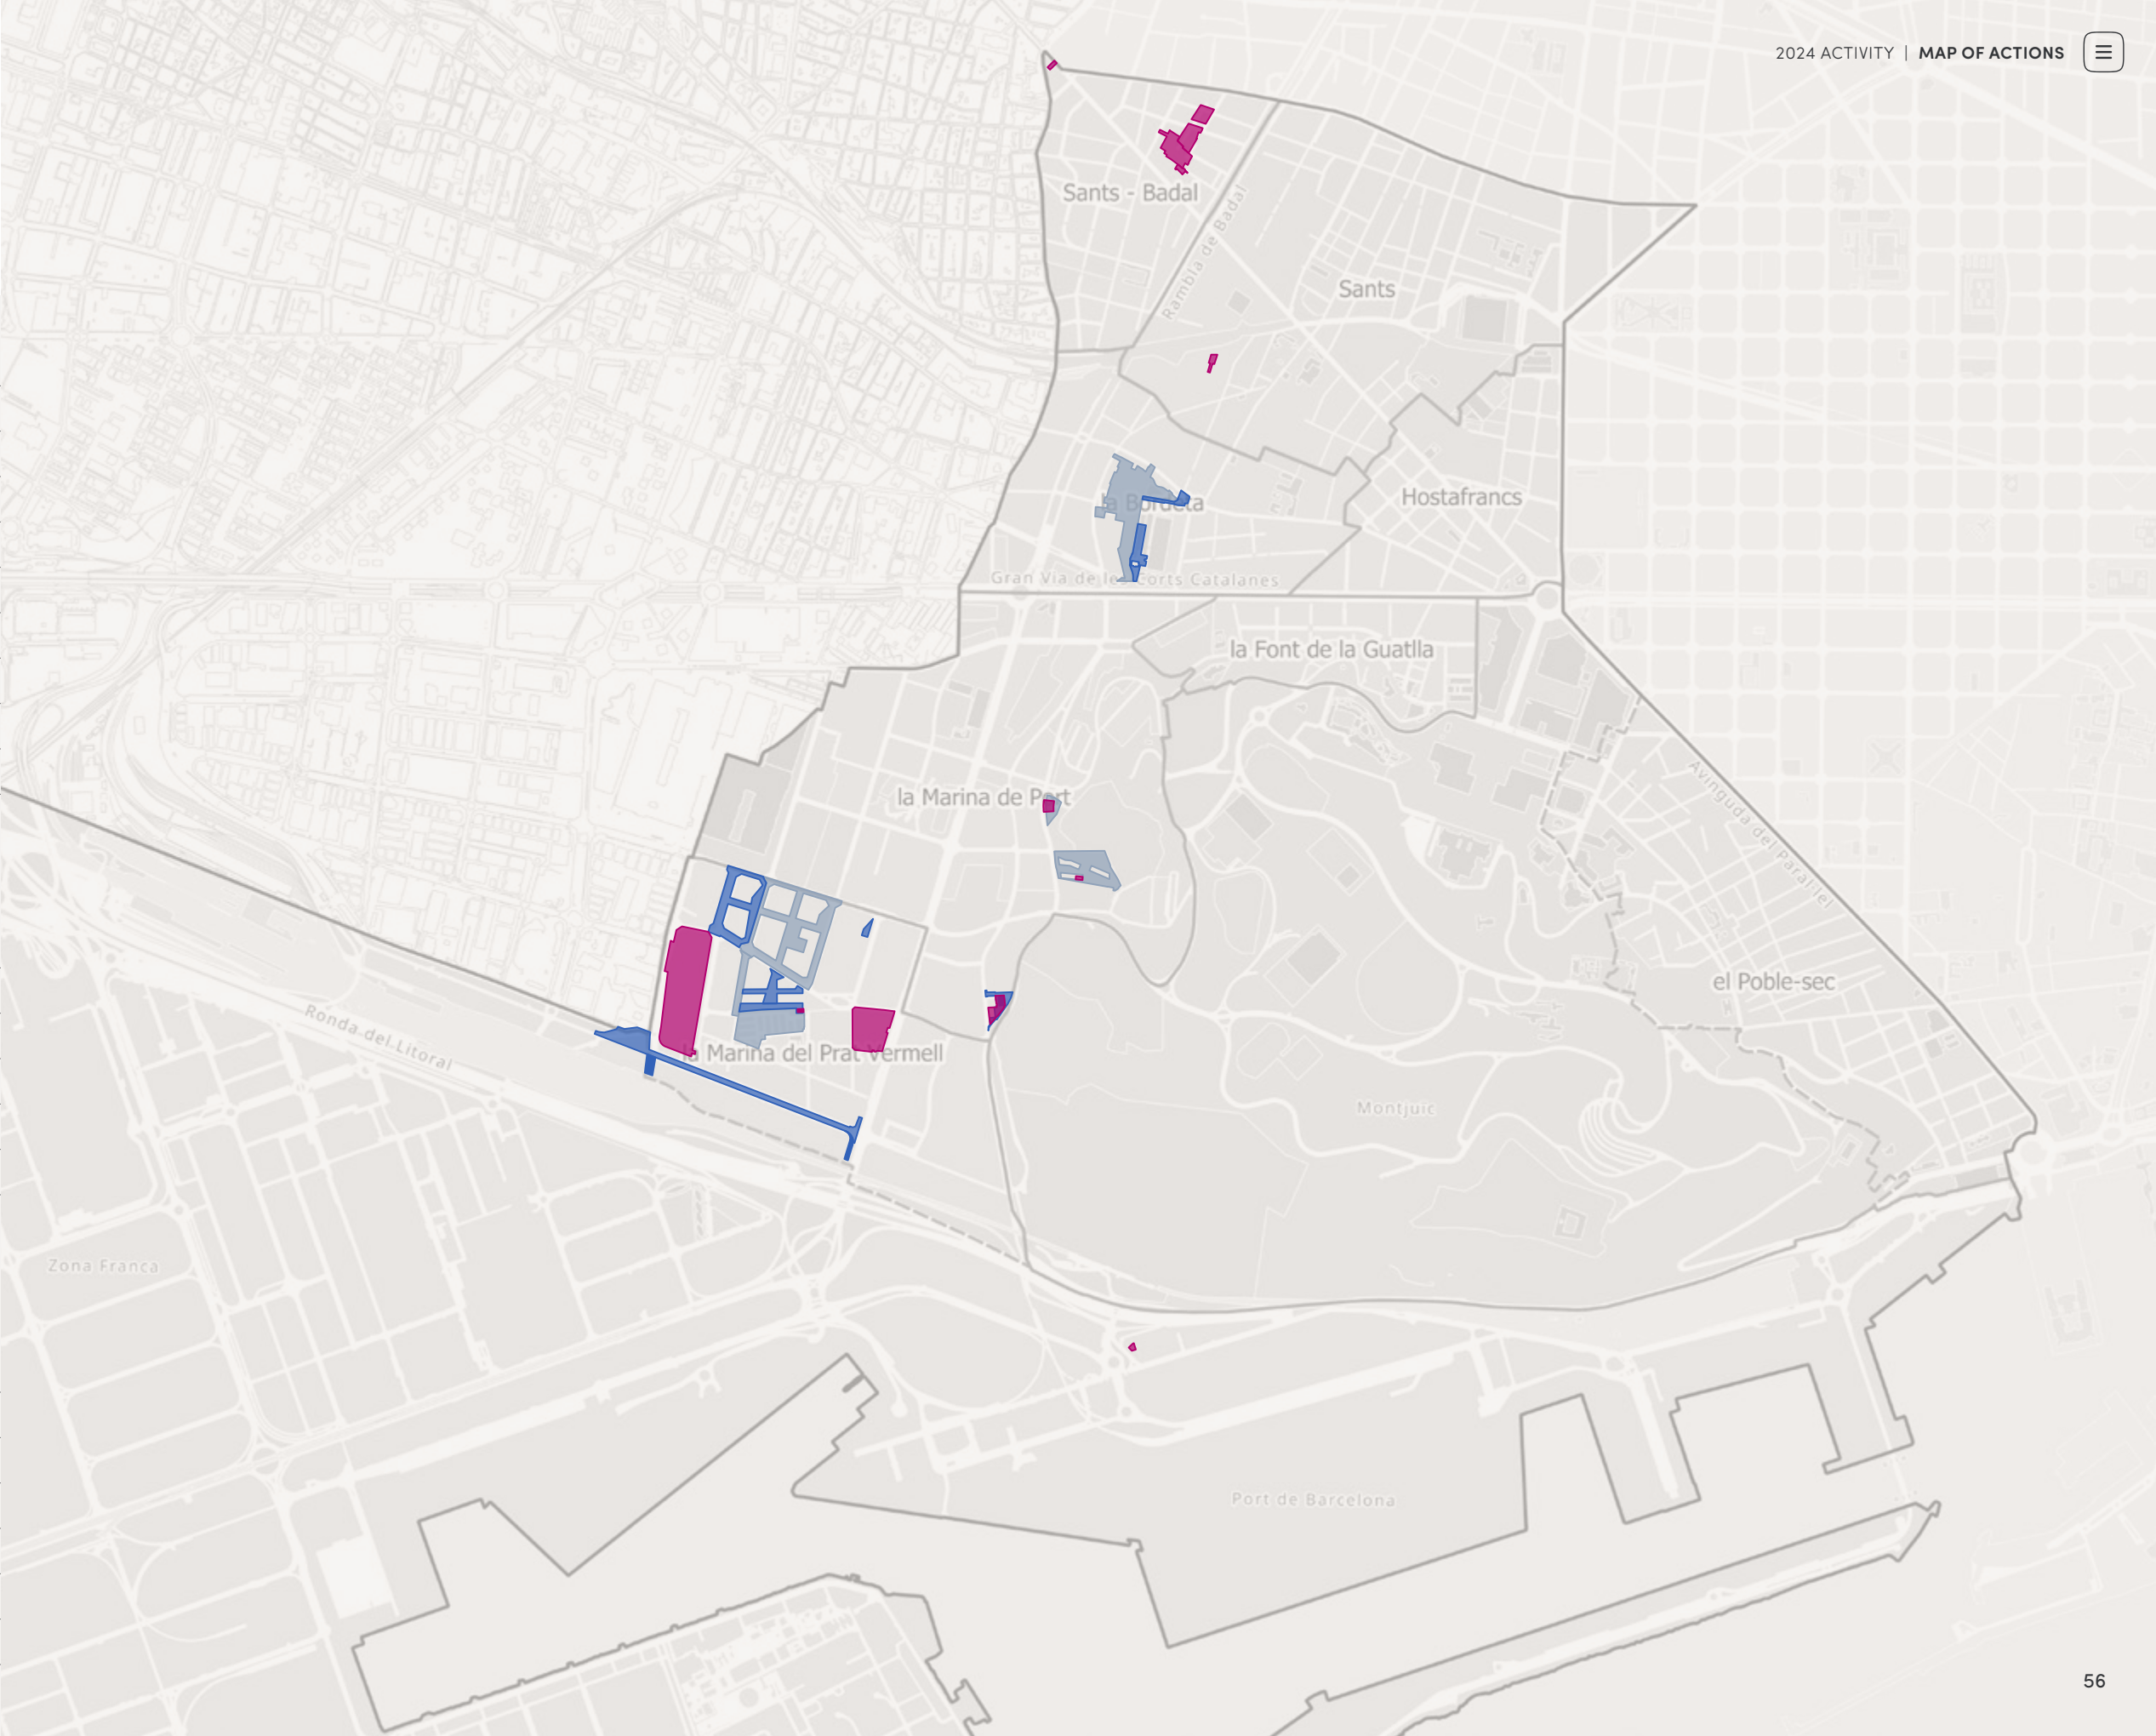 2024 ACTIVITY | MAP OF ACTIONS
Sants - Badal
Rambla de Badal
Sants
la Bordeta
Hostafrancs
Gran Via de les Corts Catalanes
la Font de la Guatlla
la Marina de Port
Avinguda del Paral·lel
el Poble-sec
Ronda del Litoral
la Marina del Prat Vermell
Montjuïc
Zona Franca
Port de Barcelona
56